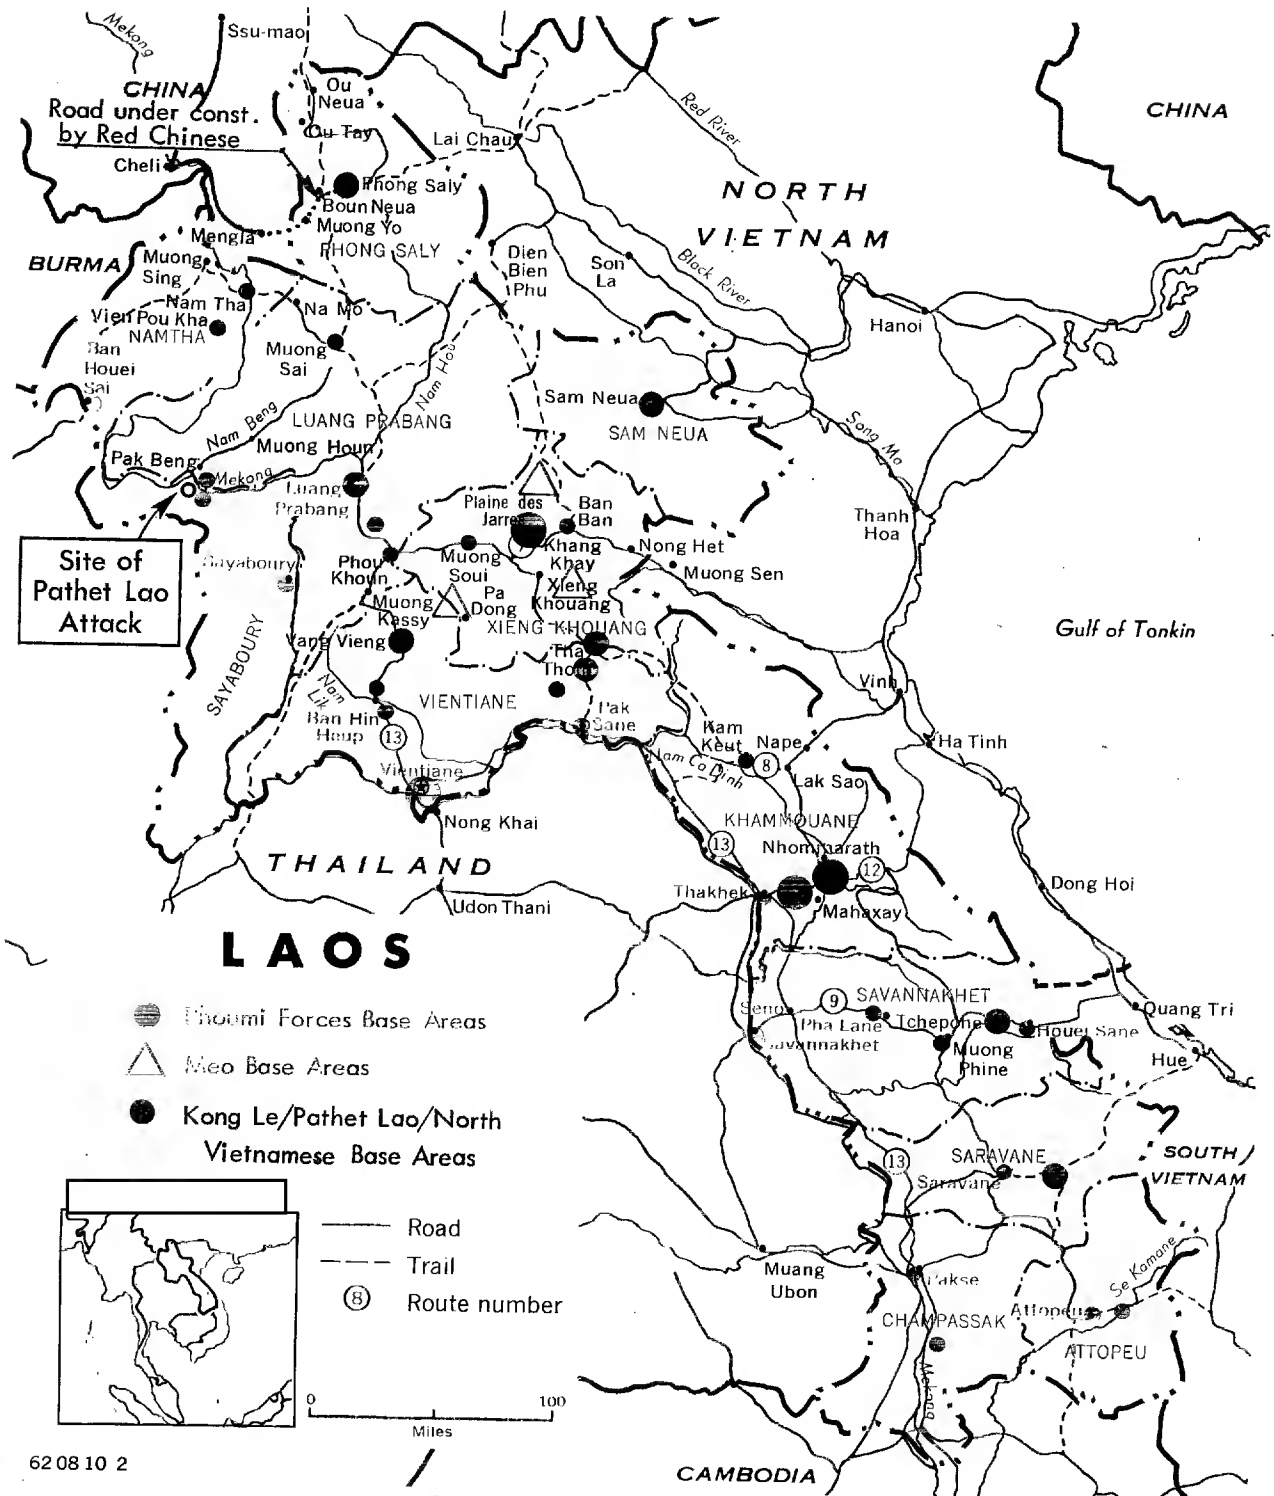 Mekong
Ssu-mao
CHINA
Road under const.
by Red Chinese
Cheli
Ou
Neua
Ou Tay
Lai Chau
Red River
CHINA
Phong Saly
Boun Neua
Muong Yo
PHONG SALY
NORTH
VIETNAM
Mengla
BURMA
Muong
Sing
Dien
Bien
Phu
Son
La
Black River
Nam Tha
Na Mo
Vien Pou Kha
NAMTHA
Hanoi
Ban
Houei
Sai
Muong
Sai
Nam Hou
Sam Neua
SAM NEUA
Song Ma
Nam Beng
LUANG PRABANG
Muong Houn
Pak Beng
Mekong
Luang
Prabang
Plaine des
Jarres
Ban
Ban
Thanh
Hoa
Site of
Pathet Lao
Attack
Sayaboury
Phou
Khoun
Muong
Soui
Khang
Khay
Nong Het
Muong Sen
Muong
Kassy
Pa
Dong
Xieng
Khouang
XIENG KHOUANG
Gulf of Tonkin
SAYABOURY
Vang Vieng
Tha
Thom
Nam
Lik
VIENTIANE
Vinh
Ban Hin
Heup
13
Pak
Sane
Kam
Keut
Nape
8
Ha Tinh
Nam Ca Dinh
Lak Sao
Vientiane
Nong Khai
KHAMMOUANE
13
Nhommarath
12
THAILAND
Thakhek
Mahaxay
Dong Hoi
Udon Thani
LAOS
Phoumi Forces Base Areas
Meo Base Areas
Kong Le/Pathet Lao/North
Vietnamese Base Areas
9
SAVANNAKHET
Seno
Pha Lane
Tchepone
Houei Sane
Quang Tri
Savannakhet
Muong
Phine
Hue
13
SARAVANE
Saravane
SOUTH
VIETNAM
Road
Trail
8
Route number
Muang
Ubon
Pakse
Se Kamane
CHAMPASSAK
Attopeu
ATTOPEU
Mekong
0
100
Miles
62 08 10 2
CAMBODIA